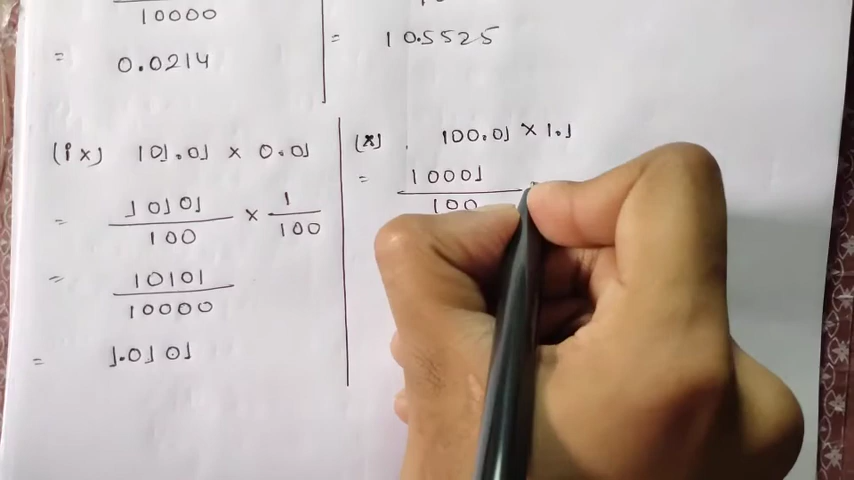 10000
= 0.0214
= 10.5525
(ix) 101.01 × 0.01
= 10101/100 × 1/100
= 10101/10000
= 1.0101
(x) 100.01 × 1.1
= 10001/100